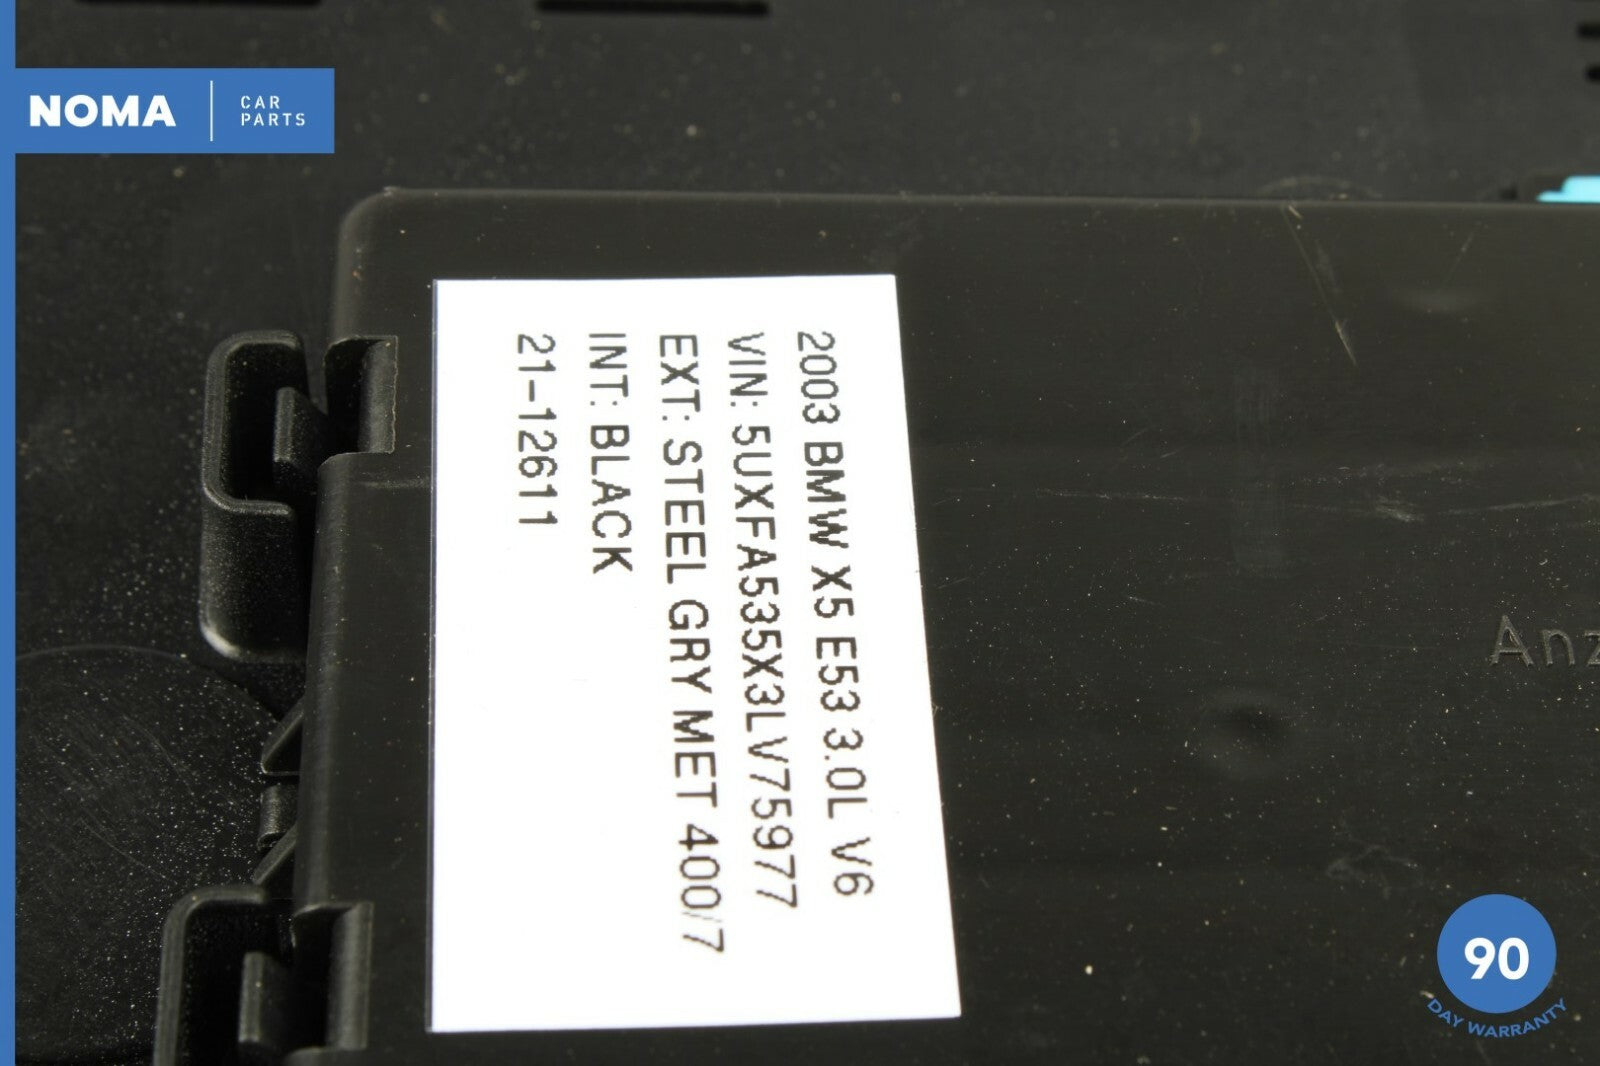 NOMA
CAR
PARTS
2003 BMW X5 E53 3.0L V6
VIN: 5UXFA535X3LV75977
EXT: STEEL GRY MET 400/7
INT: BLACK
21-12611
Anz
90
DAY WARRANTY